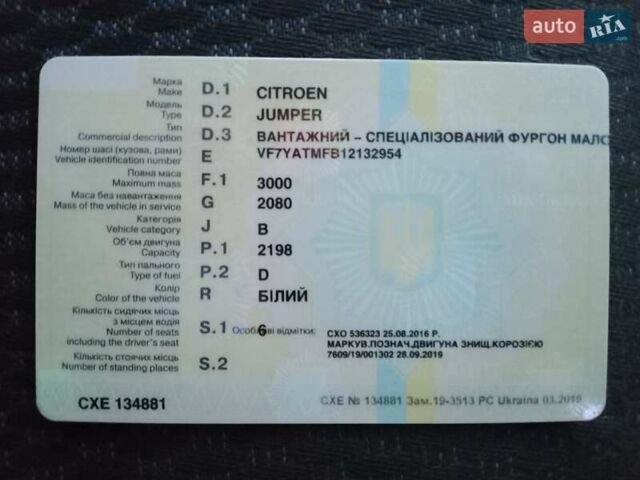 auto RIA .com
Марка
Make D.1 CITROEN
Модель
Type D.2 JUMPER
Тип
Commercial description D.3 ВАНТАЖНИЙ – СПЕЦІАЛІЗОВАНИЙ ФУРГОН МАЛО
Номер шасі (кузова, рами)
Vehicle identification number E VF7YATMFB12132954
Повна маса
Maximum mass F.1 3000
Маса без навантаження
Mass of the vehicle in service G 2080
Категорія
Vehicle category J B
Об'єм двигуна
Capacity P.1 2198
Тип пального
Type of fuel P.2 D
Колір
Color of the vehicle R БІЛИЙ
Кількість сидячих місць
з місцем водія
Number of seats
including the driver's seat S.1 6 Особливі відмітки:
СХО 536323 25.08.2016 Р.
МАРКУВ.ПОЗНАЧ.ДВИГУНА ЗНИЩ.КОРОЗІЄЮ
7609/19/001302 28.09.2019
Кількість стоячих місць
Number of standing places S.2
СХЕ 134881
СХЕ № 134881 Зам.19-3513 PC Ukraina 03.2019